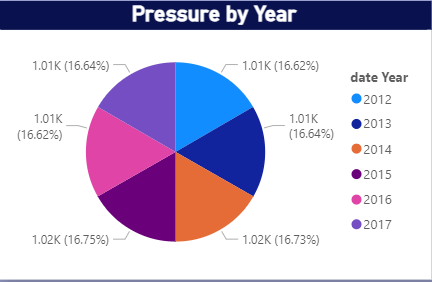 Pressure by Year
1.01K (16.64%)
1.01K (16.62%)
date Year
2012
2013
2014
2015
2016
2017
1.01K
(16.62%)
1.01K
(16.64%)
1.02K (16.75%)
1.02K (16.73%)